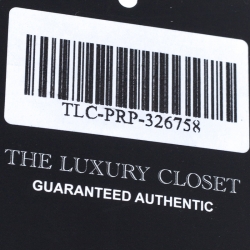 TLC-PRP-326758
THE LUXURY CLOSET
GUARANTEED AUTHENTIC